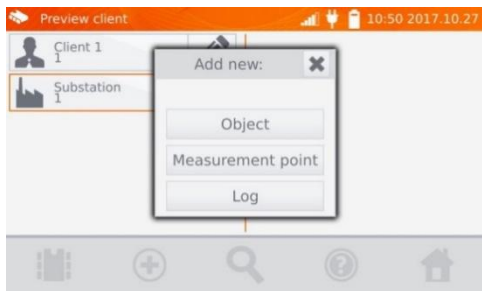 Preview client
10:50 2017.10.27
Client 1
1
Substation
1
Add new:
Object
Measurement point
Log